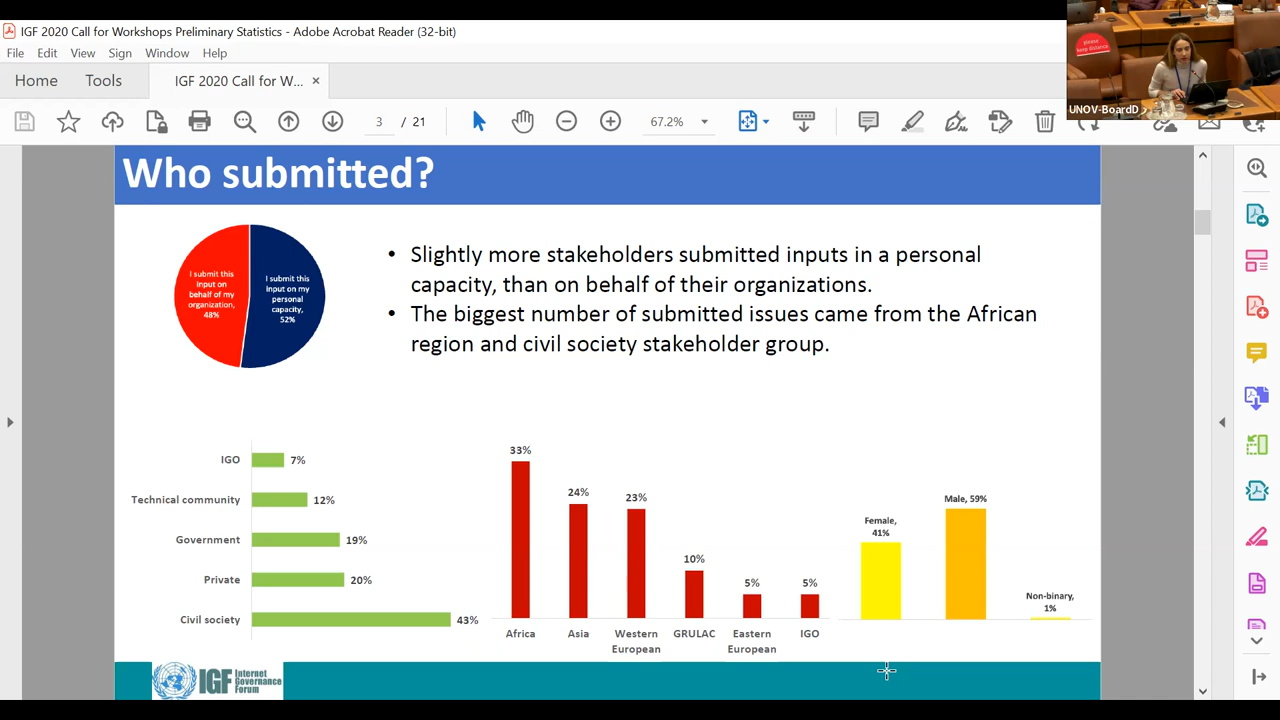 IGF 2020 Call for Workshops Preliminary Statistics - Adobe Acrobat Reader (32-bit)
File Edit View Sign Window Help
Home Tools IGF 2020 Call for W... ×
3 / 21 67.2%
please
keep distance
UNOV-BoardD
Who submitted?
I submit this
input on
behalf of my
organization,
48%
I submit this
input on my
personal
capacity,
52%
• Slightly more stakeholders submitted inputs in a personal
capacity, than on behalf of their organizations.
• The biggest number of submitted issues came from the African
region and civil society stakeholder group.
IGO 7%
Technical community 12%
Government 19%
Private 20%
Civil society 43%
33%
24%
23%
10%
5%
5%
Africa
Asia
Western
European
GRULAC
Eastern
European
IGO
Female,
41%
Male, 59%
Non-binary,
1%
IGF
Internet
Governance
Forum